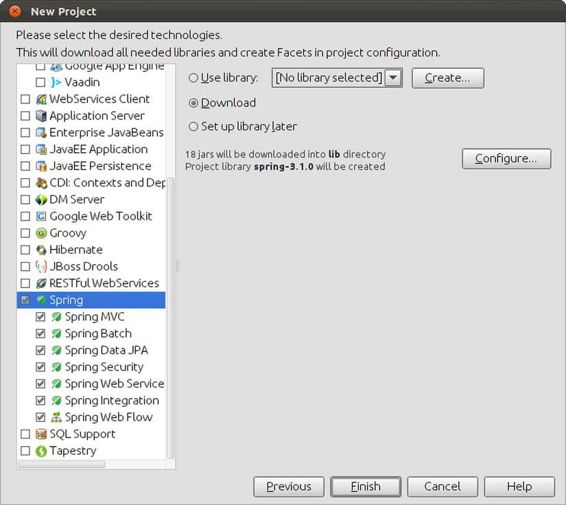 New Project
Please select the desired technologies.
This will download all needed libraries and create Facets in project configuration.
Google App Engine
Vaadin
WebServices Client
Application Server
Enterprise JavaBeans
JavaEE Application
JavaEE Persistence
CDI: Contexts and Dep
DM Server
Google Web Toolkit
Groovy
Hibernate
JBoss Drools
RESTful WebServices
Spring
Spring MVC
Spring Batch
Spring Data JPA
Spring Security
Spring Web Service
Spring Integration
Spring Web Flow
SQL Support
Tapestry
Use library: [No library selected] Create...
Download
Set up library later
18 jars will be downloaded into lib directory
Project library spring-3.1.0 will be created
Configure...
Previous Finish Cancel Help